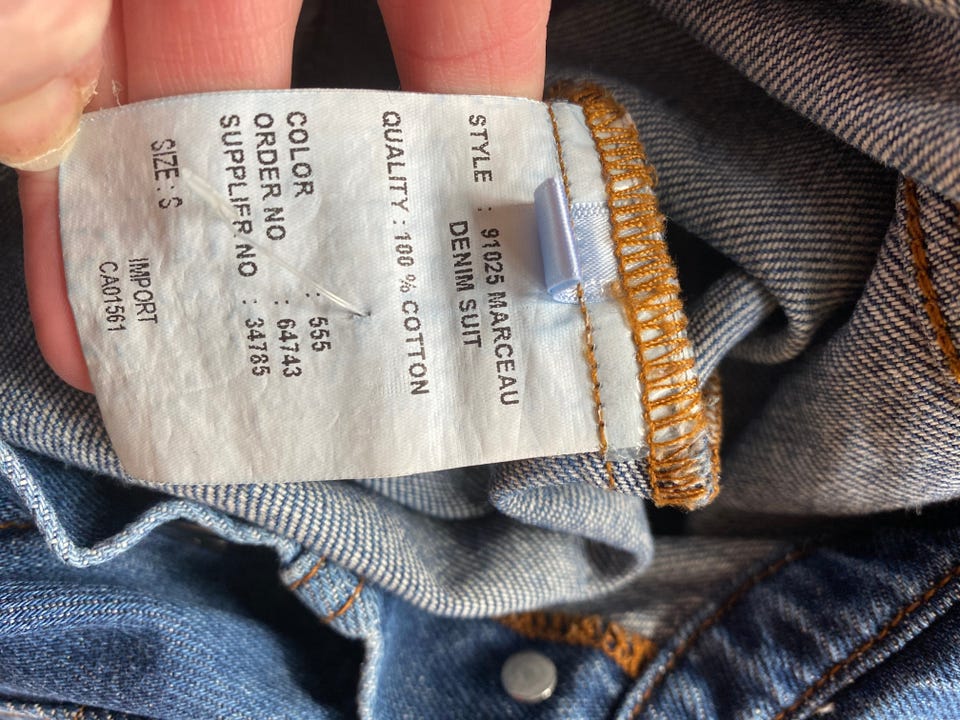 STYLE : 91025 MARCEAU
DENIM SUIT
QUALITY : 100 % COTTON
COLOR : 555
ORDER NO : 64743
SUPPLIER NO : 34785
SIZE : S
IMPORT
CA01561